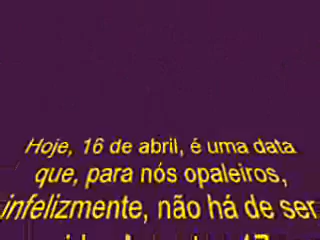 Hoje, 16 de abril, é uma data
que, para nós opaleiros,
infelizmente, não há de ser